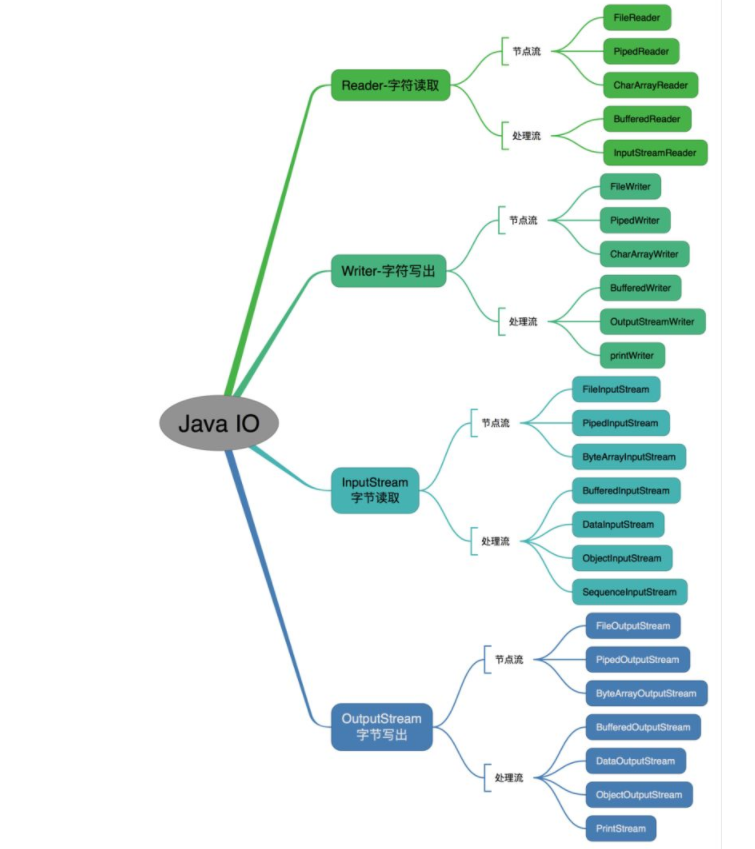 Java IO
Reader-字符读取
节点流
FileReader
PipedReader
CharArrayReader
处理流
BufferedReader
InputStreamReader
Writer-字符写出
节点流
FileWriter
PipedWriter
CharArrayWriter
处理流
BufferedWriter
OutputStreamWriter
printWriter
InputStream
字节读取
节点流
FileInputStream
PipedInputStream
ByteArrayInputStream
处理流
BufferedInputStream
DataInputStream
ObjectInputStream
SequenceInputStream
OutputStream
字节写出
节点流
FileOutputStream
PipedOutputStream
ByteArrayOutputStream
处理流
BufferedOutputStream
DataOutputStream
ObjectOutputStream
PrintStream